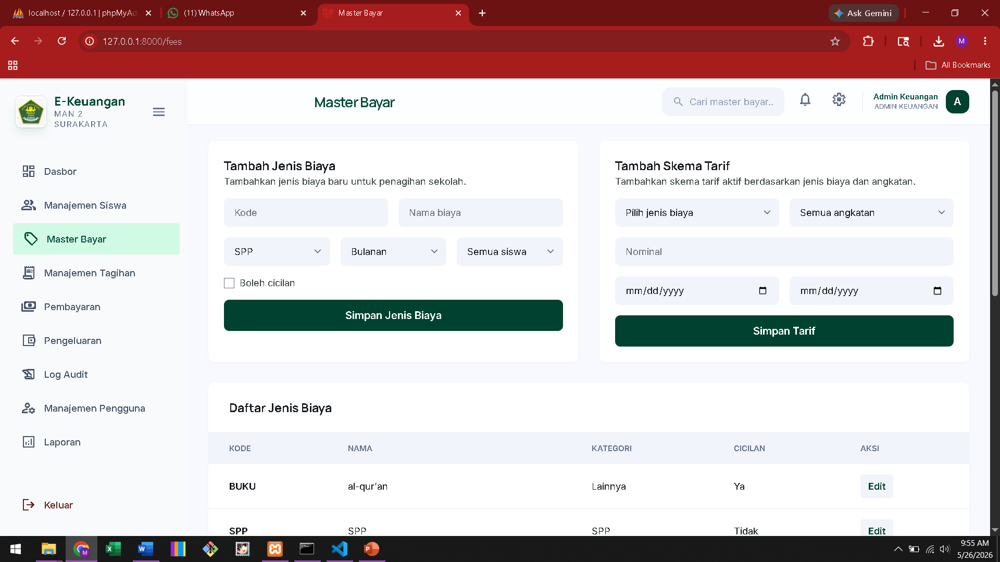 localhost / 127.0.0.1 | phpMyAd
(11) WhatsApp
Master Bayar
Ask Gemini
127.0.0.1:8000/fees
M
All Bookmarks
E-Keuangan
MAN 2
SURAKARTA
Master Bayar
Cari master bayar..
Admin Keuangan
ADMIN KEUANGAN
A
Dasbor
Manajemen Siswa
Master Bayar
Manajemen Tagihan
Pembayaran
Pengeluaran
Log Audit
Manajemen Pengguna
Laporan
Keluar
Tambah Jenis Biaya
Tambahkan jenis biaya baru untuk penagihan sekolah.
Kode
Nama biaya
SPP
Bulanan
Semua siswa
Boleh cicilan
Simpan Jenis Biaya
Tambah Skema Tarif
Tambahkan skema tarif aktif berdasarkan jenis biaya dan angkatan.
Pilih jenis biaya
Semua angkatan
Nominal
mm/dd/yyyy
mm/dd/yyyy
Simpan Tarif
Daftar Jenis Biaya
KODE NAMA KATEGORI CICILAN AKSI
BUKU al-qur'an Lainnya Ya Edit
SPP SPP SPP Tidak Edit
9:55 AM
5/26/2026